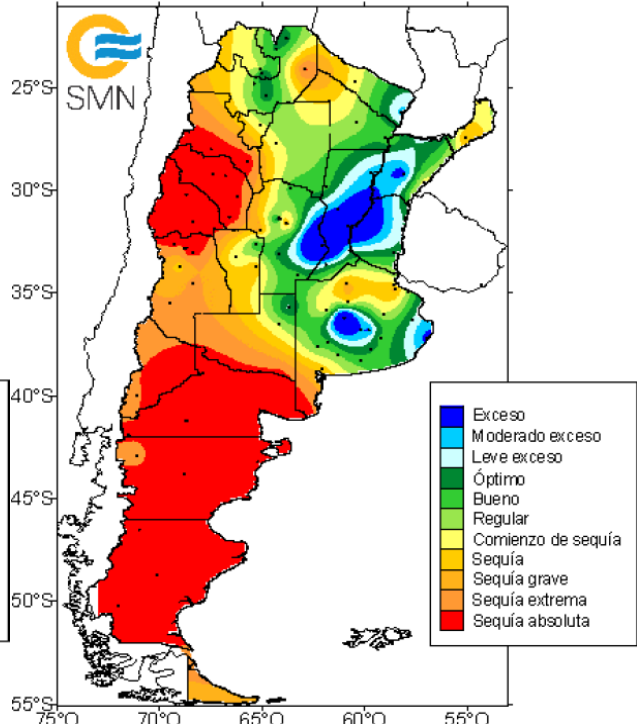 SMN
25°S
30°S
35°S
40°S
45°S
50°S
55°S
75°O
70°O
65°O
60°O
55°O
Exceso
Moderado exceso
Leve exceso
Óptimo
Bueno
Regular
Comienzo de sequía
Sequía
Sequía grave
Sequía extrema
Sequía absoluta